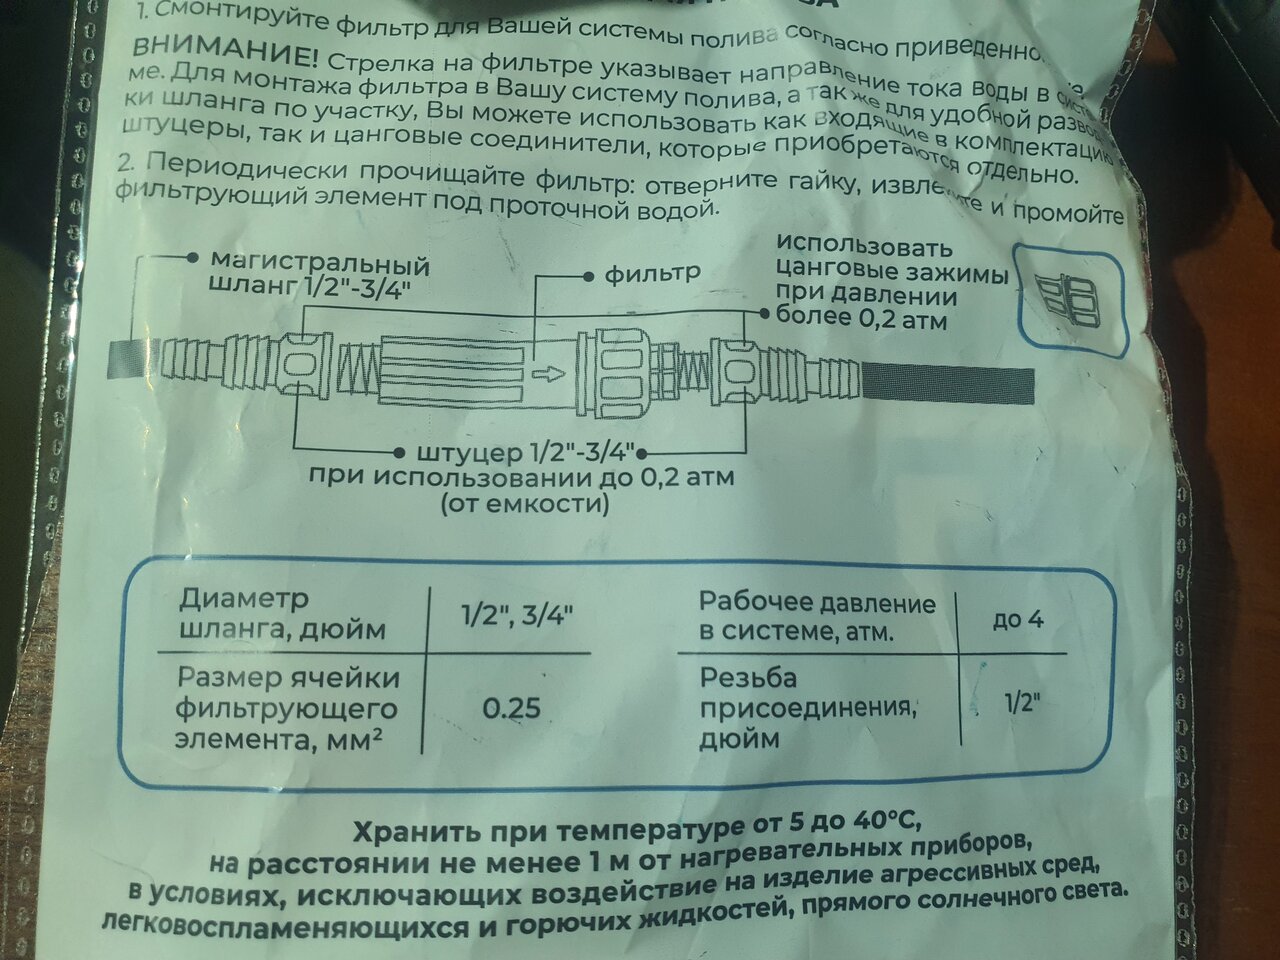 1. Смонтируйте фильтр для Вашей системы полива согласно
ВНИМАНИЕ! Стрелка на фильтре указывает направление тока воды в
ме. Для монтажа фильтра в Вашу систему полива, а также для удобной
ки шланга по участку, Вы можете использовать как входящие в комплектацию
штуцеры, так и цанговые соединители, которые приобретаются отдельно.
2. Периодически прочищайте фильтр: отверните гайку, и промойте
фильтрующий элемент под проточной водой.
магистральный
шланг 1/2"-3/4"
фильтр
использовать
цанговые зажимы
при давлении
более 0,2 атм
штуцер 1/2"-3/4"
при использовании до 0,2 атм
(от емкости)
Диаметр
шланга, дюйм
1/2", 3/4"
Размер ячейки
фильтрующего
элемента, мм²
0.25
Рабочее давление
в системе, атм.
до 4
Резьба
присоединения,
дюйм
1/2"
Хранить при температуре от 5 до 40°С,
на расстоянии не менее 1 м от нагревательных приборов,
в условиях, исключающих воздействие на изделие агрессивных сред,
легковоспламеняющихся и горючих жидкостей, прямого солнечного света.